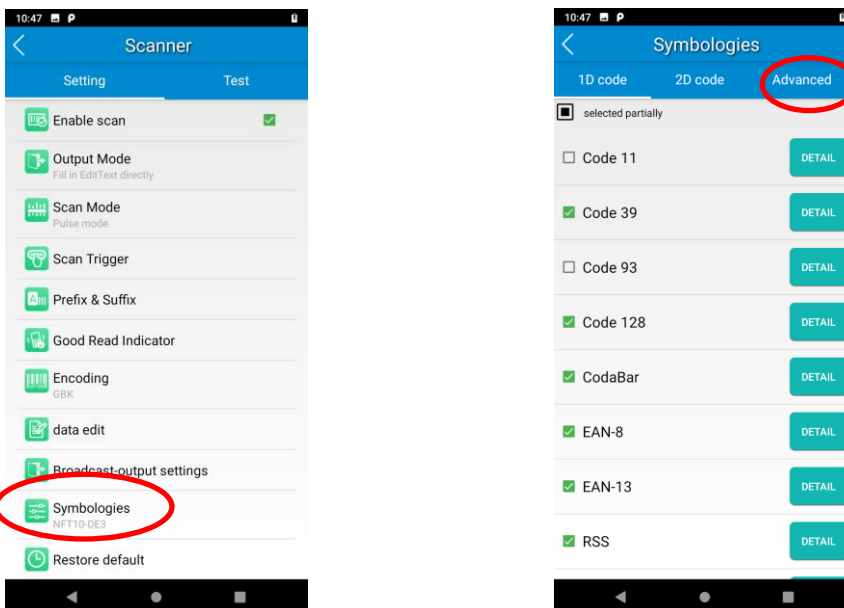 10:47 P
Scanner
Setting Test
Enable scan
Output Mode
Fill in EditText directly
Scan Mode
Pulse mode
Scan Trigger
Prefix & Suffix
Good Read Indicator
Encoding
GBK
data edit
Broadcast-output settings
Symbologies
NFT10-DE3
Restore default
10:47 P
Symbologies
1D code 2D code Advanced
selected partially
Code 11 DETAIL
Code 39 DETAIL
Code 93 DETAIL
Code 128 DETAIL
CodaBar DETAIL
EAN-8 DETAIL
EAN-13 DETAIL
RSS DETAIL